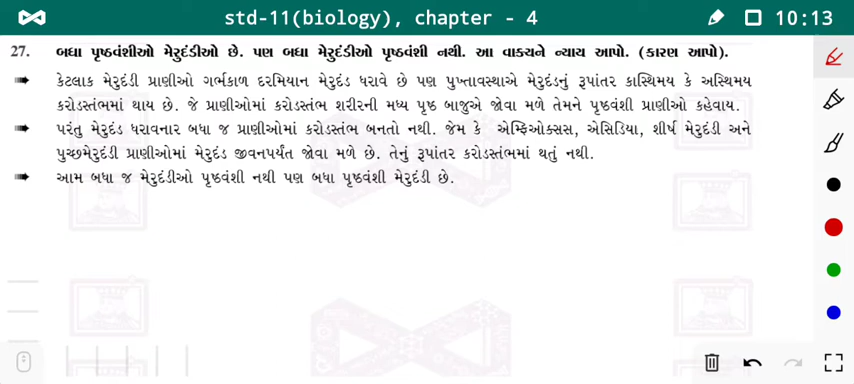 std-11(biology), chapter - 4
10:13
27. બધા પૃષ્ઠવંશીઓ મેરુદંડીઓ છે. પણ બધા મેરુદંડીઓ પૃષ્ઠવંશી નથી. આ વાક્યને ન્યાય આપો. (કારણ આપો).
➠ કેટલાક મેરુદંડી પ્રાણીઓ ગર્ભકાળ દરમિયાન મેરુદંડ ધરાવે છે પણ પુખ્તાવસ્થાએ મેરુદંડનું રૂપાંતર કાસ્થિમય કે અસ્થિમય
કરોડસ્તંભમાં થાય છે. જે પ્રાણીઓમાં કરોડસ્તંભ શરીરની મધ્ય પૃષ્ઠ બાજુએ જોવા મળે તેમને પૃષ્ઠવંશી પ્રાણીઓ કહેવાય.
➠ પરંતુ મેરુદંડ ધરાવનાર બધા જ પ્રાણીઓમાં કરોડસ્તંભ બનતો નથી. જેમ કે એમ્ફિઓક્સસ, એસિડિયા, શીર્ષ મેરુદંડી અને
પુચ્છમેરુદંડી પ્રાણીઓમાં મેરુદંડ જીવનપર્યંત જોવા મળે છે. તેનું રૂપાંતર કરોડસ્તંભમાં થતું નથી.
➠ આમ બધા જ મેરુદંડીઓ પૃષ્ઠવંશી નથી પણ બધા પૃષ્ઠવંશી મેરુદંડી છે.